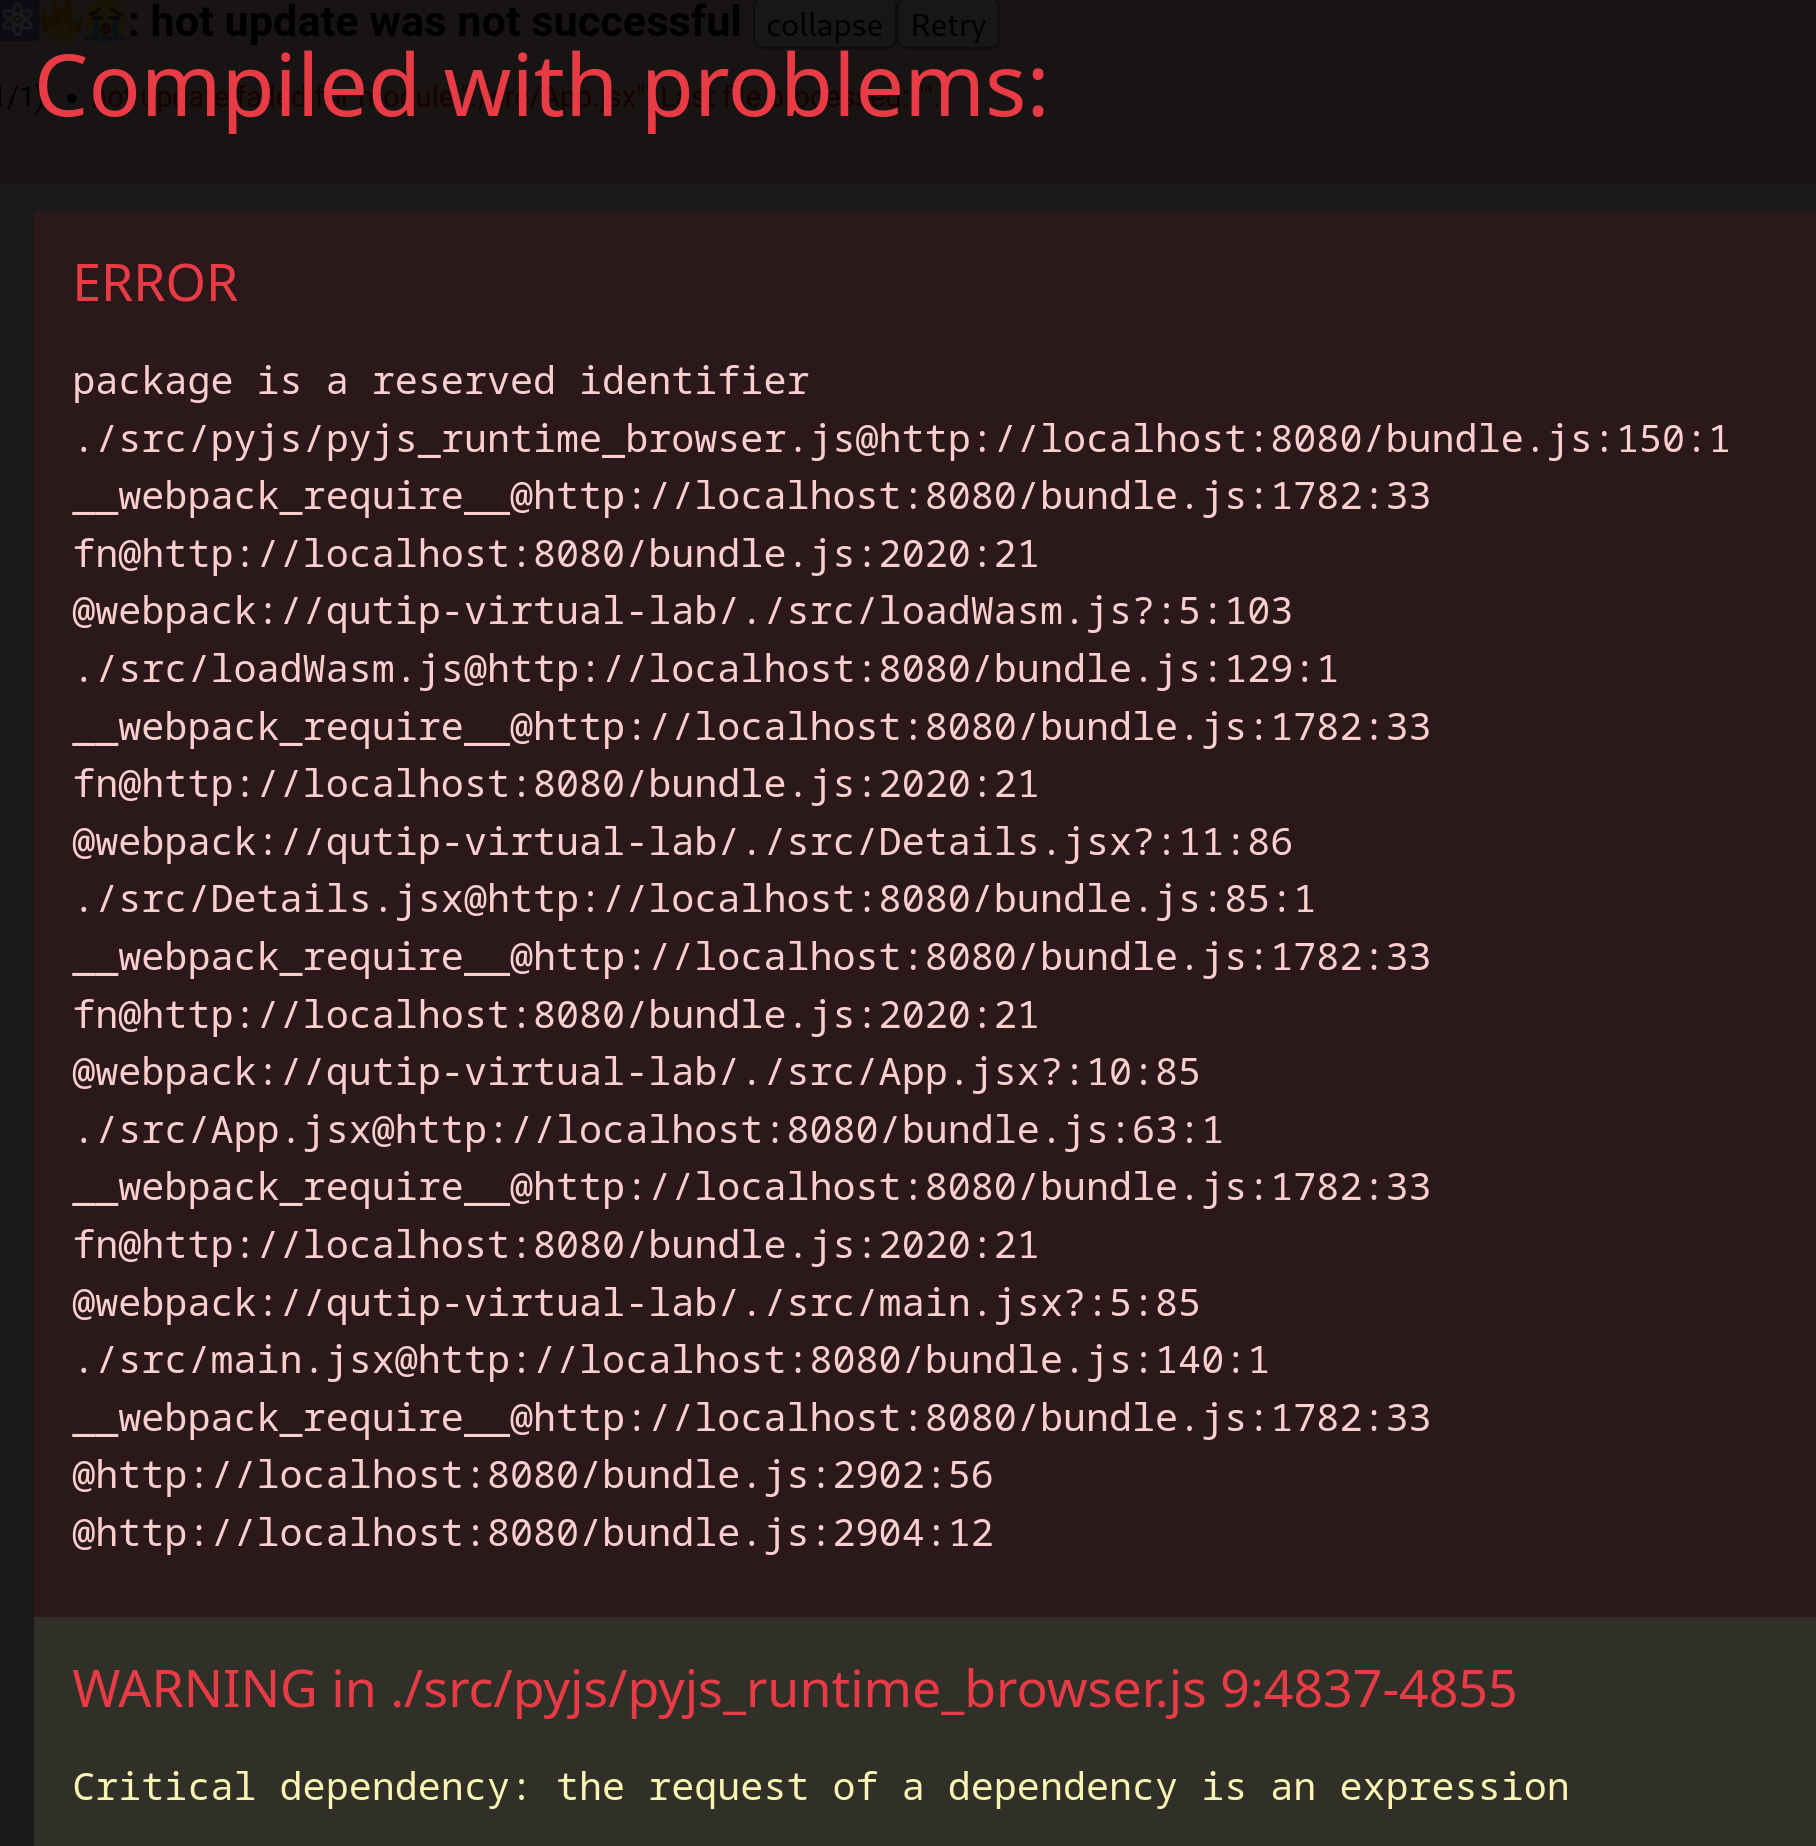 : hot update was not successful collapse Retry
Compiled with problems:
ERROR
package is a reserved identifier
./src/pyjs/pyjs_runtime_browser.js@http://localhost:8080/bundle.js:150:1
__webpack_require__@http://localhost:8080/bundle.js:1782:33
fn@http://localhost:8080/bundle.js:2020:21
@webpack://qutip-virtual-lab/./src/loadWasm.js?:5:103
./src/loadWasm.js@http://localhost:8080/bundle.js:129:1
__webpack_require__@http://localhost:8080/bundle.js:1782:33
fn@http://localhost:8080/bundle.js:2020:21
@webpack://qutip-virtual-lab/./src/Details.jsx?:11:86
./src/Details.jsx@http://localhost:8080/bundle.js:85:1
__webpack_require__@http://localhost:8080/bundle.js:1782:33
fn@http://localhost:8080/bundle.js:2020:21
@webpack://qutip-virtual-lab/./src/App.jsx?:10:85
./src/App.jsx@http://localhost:8080/bundle.js:63:1
__webpack_require__@http://localhost:8080/bundle.js:1782:33
fn@http://localhost:8080/bundle.js:2020:21
@webpack://qutip-virtual-lab/./src/main.jsx?:5:85
./src/main.jsx@http://localhost:8080/bundle.js:140:1
__webpack_require__@http://localhost:8080/bundle.js:1782:33
@http://localhost:8080/bundle.js:2902:56
@http://localhost:8080/bundle.js:2904:12
WARNING in ./src/pyjs/pyjs_runtime_browser.js 9:4837-4855
Critical dependency: the request of a dependency is an expression